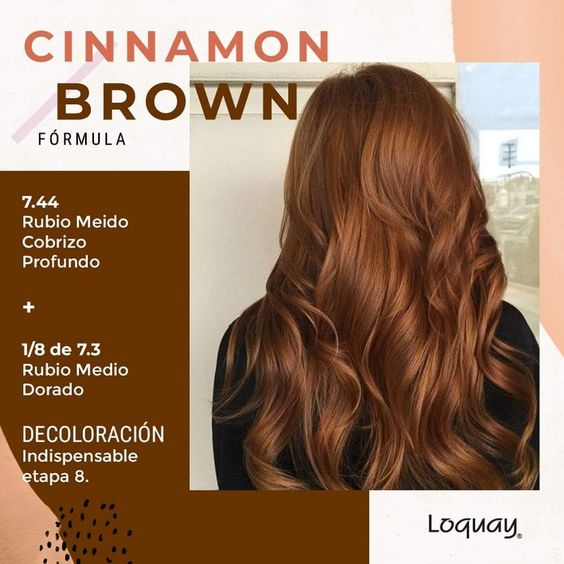 CINNAMON
BROWN
FÓRMULA
7.44
Rubio Meido
Cobrizo
Profundo
+
1/8 de 7.3
Rubio Medio
Dorado
DECOLORACIÓN
Indispensable
etapa 8.
Loquay®